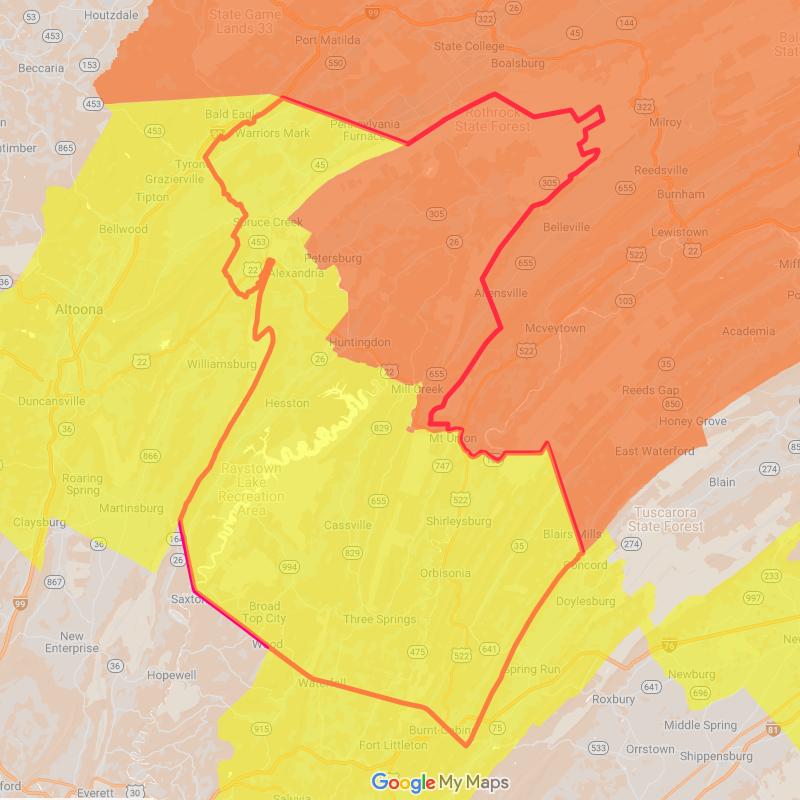 Houtzdale
State Game
Lands 33
99
322
26
53
453
Port Matilda
45
144
State College
Boalsburg
Beccaria
153
550
453
322
Bald Eagle
Pennsylvania
Furnace
Rothrock
State Forest
453
Warriors Mark
Milroy
865
Tyrone
45
Reedsville
Grazierville
305
655
Burnham
Tipton
305
Spruce Creek
Belleville
Bellwood
453
26
Lewistown
522
22
Petersburg
655
36
22
Alexandria
Allensville
103
Altoona
Mcveytown
Academia
Huntingdon
522
22
Williamsburg
26
35
22
655
Duncansville
Mill Creek
Reeds Gap
Hesston
850
Honey Grove
36
829
Mt Union
866
747
East Waterford
274
Roaring
Spring
Raystown
Lake
Recreation
Area
Blair
655
522
Martinsburg
Tuscarora
State Forest
Claysburg
Cassville
Shirleysburg
164
Blairs Mills
36
829
35
274
26
994
Concord
867
Orbisonia
233
99
Saxton
Doylesburg
997
Broad
Top City
Three Springs
New
Enterprise
Wood
76
475
522
641
36
Spring Run
Newburg
Hopewell
Waterfall
641
696
Roxbury
915
75
Middle Spring
81
Burnt Cabins
533
Orrstown
Fort Littleton
Shippensburg
30
Everett
Saluvia
Google My Maps